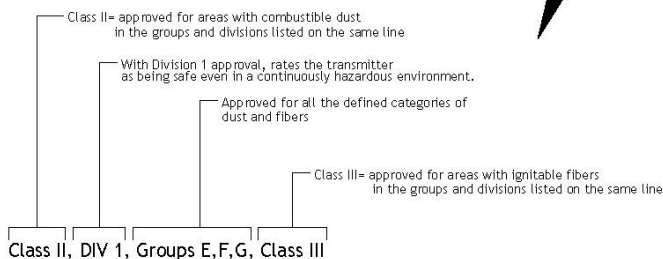 Class II= approved for areas with combustible dust
in the groups and divisions listed on the same line
With Division 1 approval, rates the transmitter
as being safe even in a continuously hazardous environment.
Approved for all the defined categories of
dust and fibers
Class III= approved for areas with ignitable fibers
in the groups and divisions listed on the same line
Class II, DIV 1, Groups E,F,G, Class III